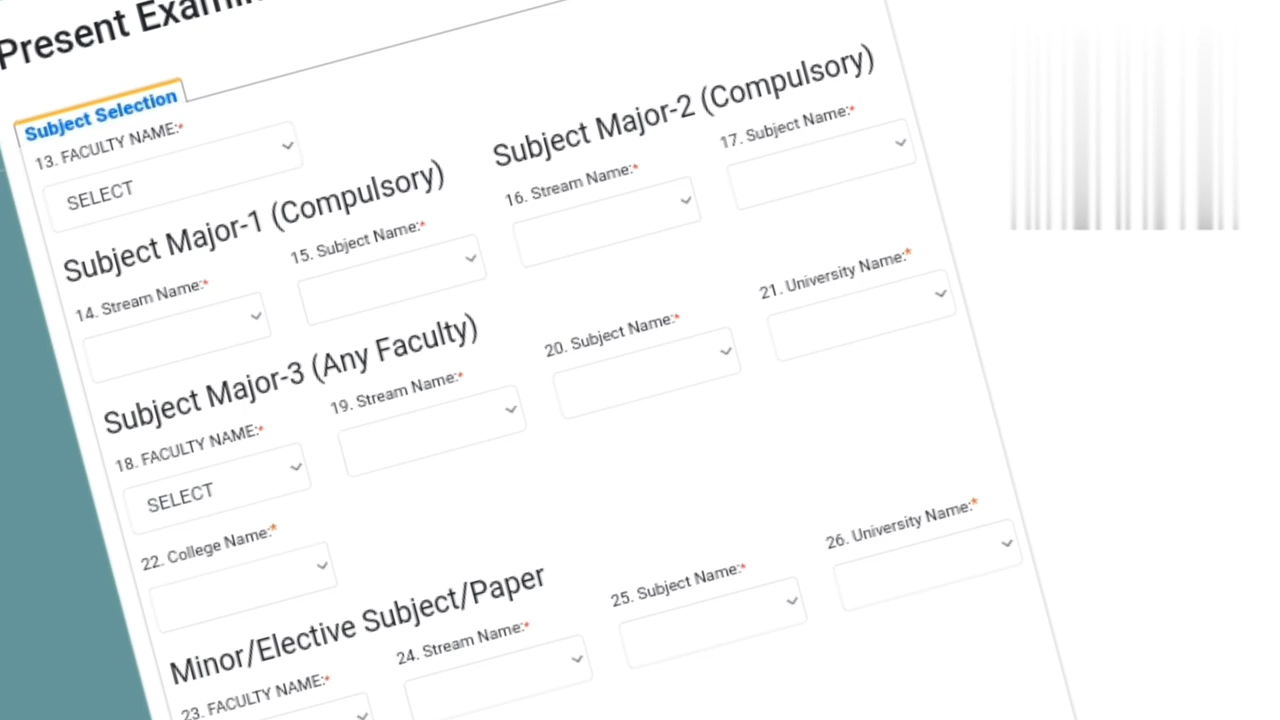 Present Examin
Subject Selection
13. FACULTY NAME:*
SELECT
Subject Major-1 (Compulsory)
14. Stream Name:*
15. Subject Name:*
Subject Major-2 (Compulsory)
16. Stream Name:*
17. Subject Name:*
Subject Major-3 (Any Faculty)
18. FACULTY NAME:*
SELECT
19. Stream Name:*
20. Subject Name:*
21. University Name:*
22. College Name:*
Minor/Elective Subject/Paper
23. FACULTY NAME:*
24. Stream Name:*
25. Subject Name:*
26. University Name:*